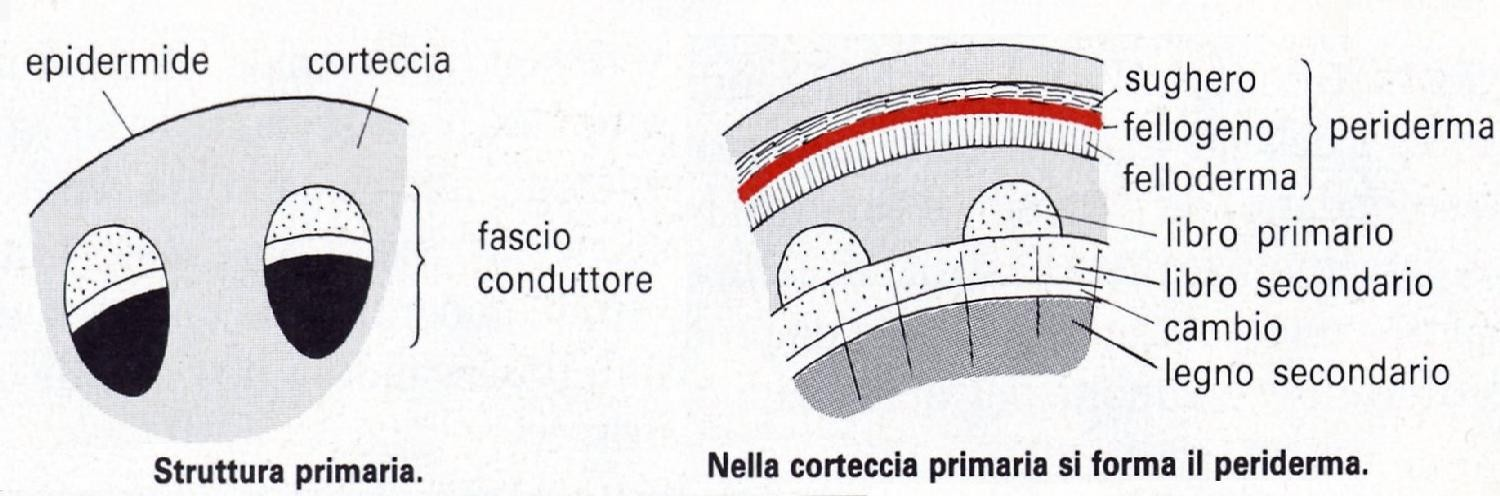 epidermide
corteccia
fascio
conduttore
Struttura primaria.
sughero
fellogeno
felloderma
periderma
libro primario
libro secondario
cambio
legno secondario
Nella corteccia primaria si forma il periderma.